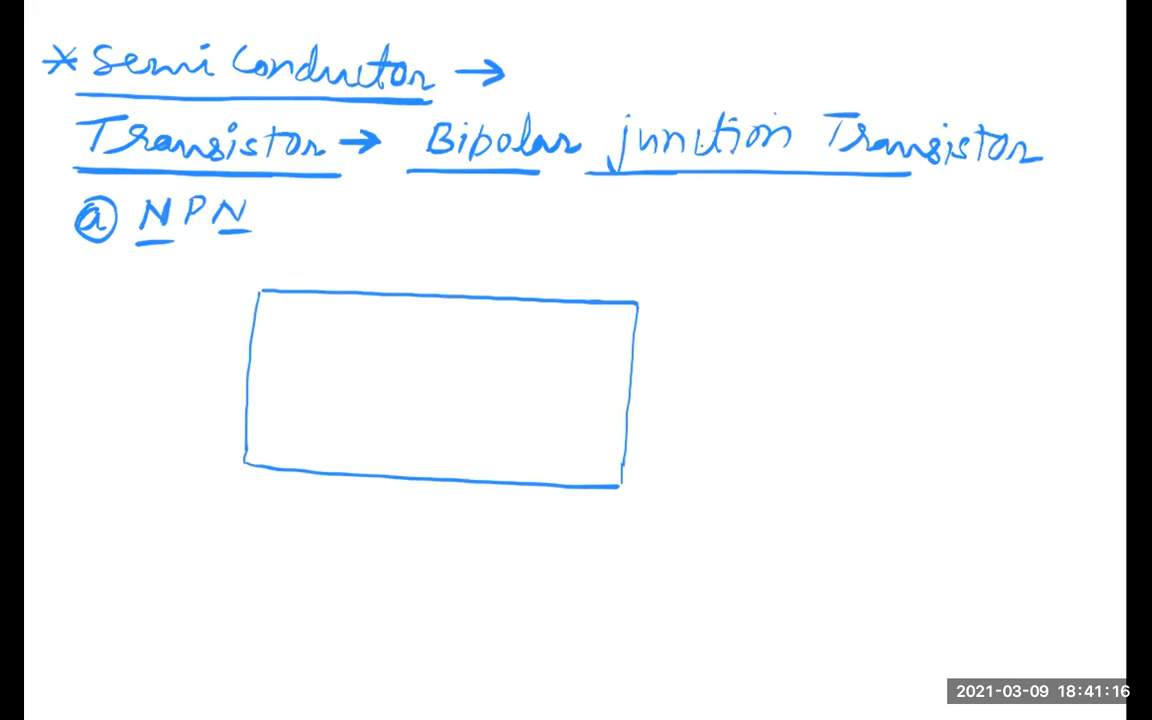 * Semi Conductor →
Transistor → Bipolar junction Transistor
ⓐ NPN
2021-03-09 18:41:16